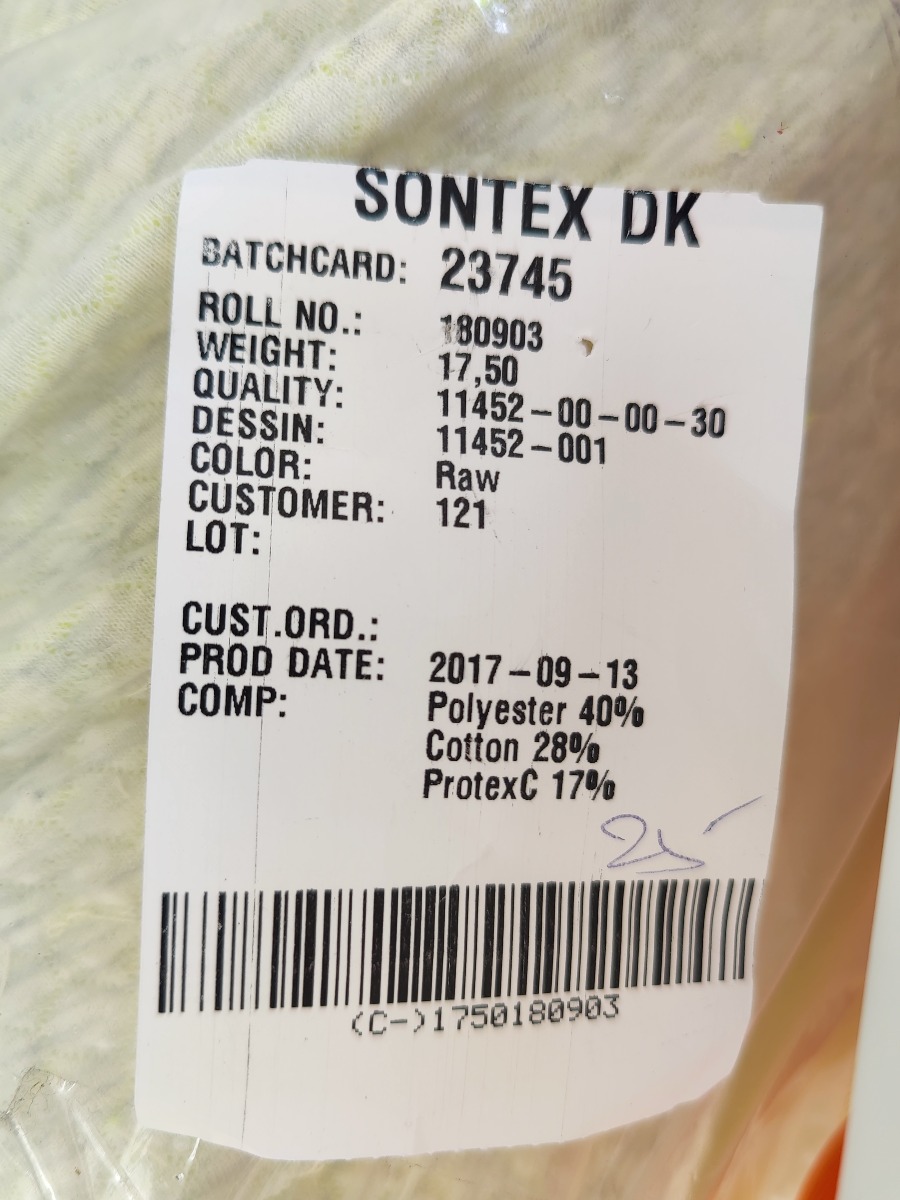 SONTEX DK
BATCHCARD: 23745
ROLL NO.: 180903
WEIGHT: 17,50
QUALITY: 11452-00-00-30
DESSIN: 11452-001
COLOR: Raw
CUSTOMER: 121
LOT:
CUST.ORD.:
PROD DATE: 2017-09-13
COMP: Polyester 40%
Cotton 28%
ProtexC 17%
25
(C-)1750180903